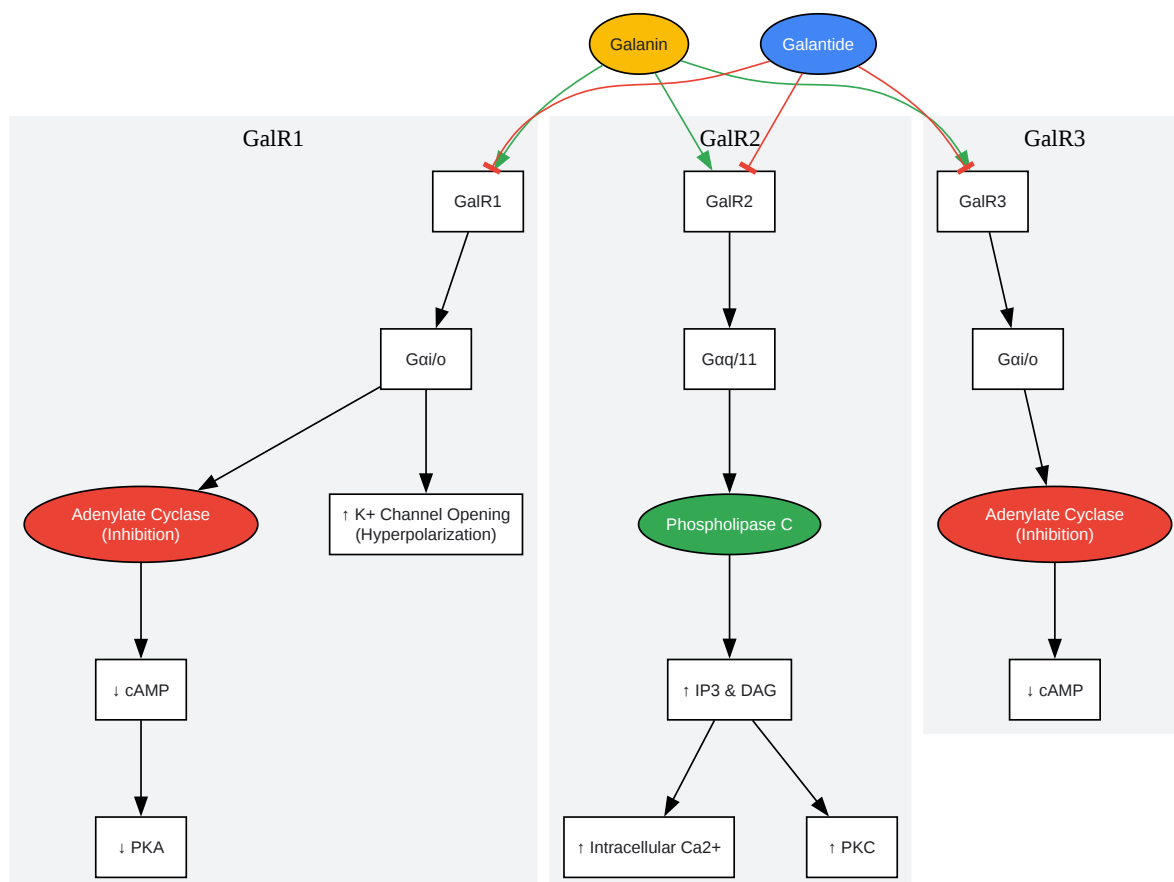 Galanin
Galantide
GalR1
GalR2
GalR3
GalR1
GalR2
GalR3
Gαi/o
Gαq/11
Gαi/o
Adenylate Cyclase
(Inhibition)
↑ K+ Channel Opening
(Hyperpolarization)
Phospholipase C
Adenylate Cyclase
(Inhibition)
↓ cAMP
↑ IP3 & DAG
↓ cAMP
↓ PKA
↑ Intracellular Ca2+
↑ PKC